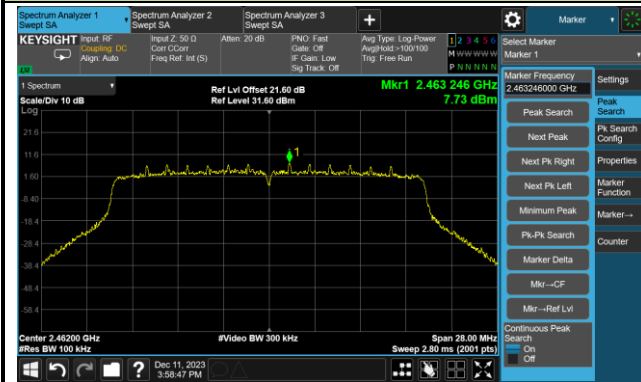 Spectrum Analyzer 1
Swept SA
Spectrum Analyzer 2
Swept SA
Spectrum Analyzer 3
Swept SA
Marker
KEYSIGHT
Input: RF
Coupling: DC
Align: Auto
Input Z: 50 Ω
Corr CCorr
Freq Ref: Int (S)
Atten: 20 dB
PNO: Fast
Gate: Off
IF Gain: Low
Sig Track: Off
Avg Type: Log-Power
Avg|Hold:>100/100
Trig: Free Run
1 2 3 4 5 6
M W W W W W
P N N N N N
Select Marker
Marker 1
1 Spectrum
Scale/Div 10 dB
Log
Ref Lvl Offset 21.60 dB
Ref Level 31.60 dBm
Mkr1 2.463 246 GHz
7.73 dBm
21.6
11.6
1.60
-8.40
-18.4
-28.4
-38.4
-48.4
-58.4
1
Center 2.46200 GHz
#Res BW 100 kHz
#Video BW 300 kHz
Span 28.00 MHz
Sweep 2.80 ms (2001 pts)
Marker Frequency
2.463246000 GHz
Peak Search
Next Peak
Next Pk Right
Next Pk Left
Minimum Peak
Pk-Pk Search
Marker Delta
Mkr→CF
Mkr→Ref Lvl
Continuous Peak
Search
On
Off
Settings
Peak
Search
Pk Search
Config
Properties
Marker
Function
Marker→
Counter
Dec 11, 2023
3:58:47 PM